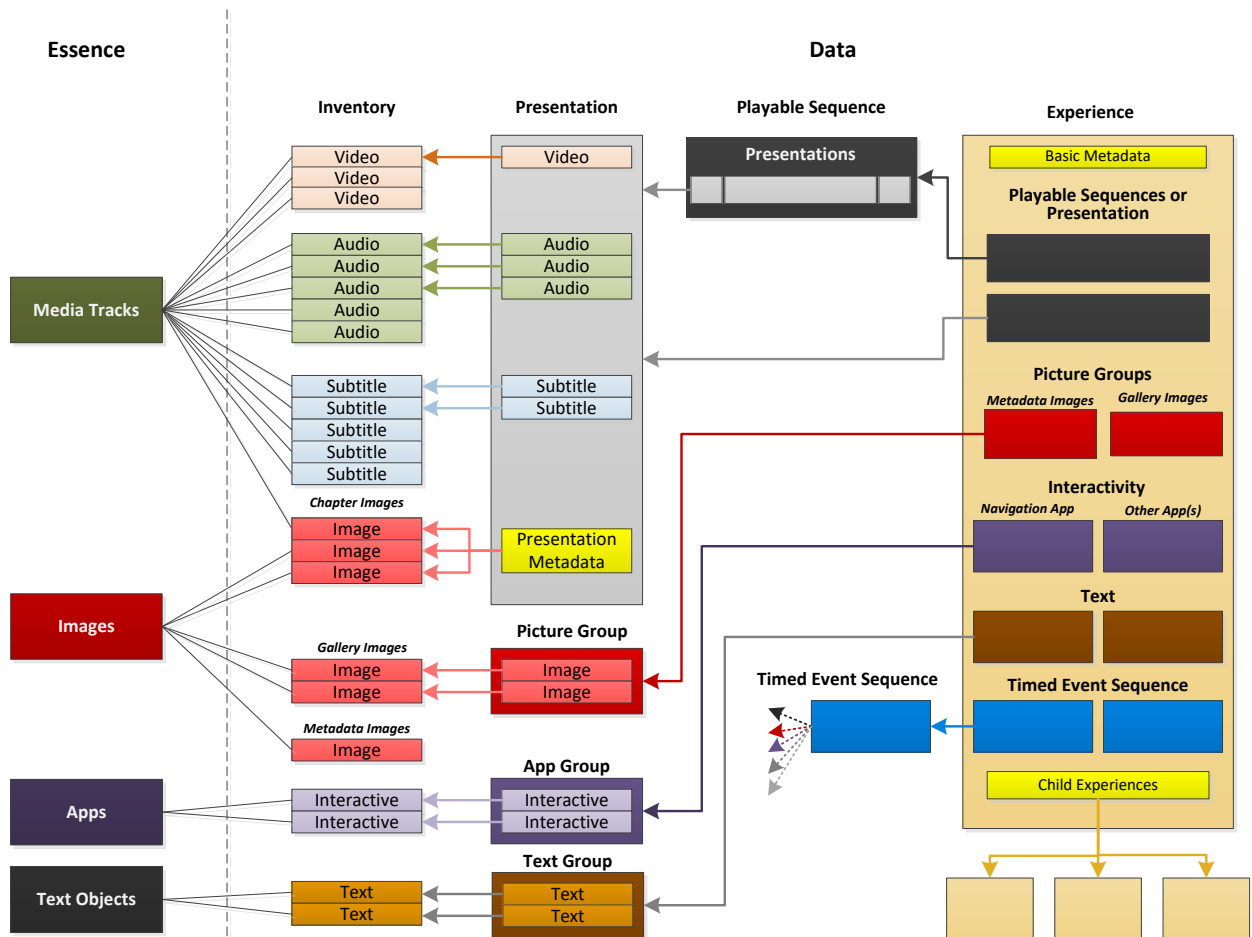 Essence
Data
Inventory
Presentation
Playable Sequence
Experience
Video
Video
Video
Video
Presentations
Basic Metadata
Playable Sequences or
Presentation
Audio
Audio
Audio
Audio
Audio
Audio
Audio
Audio
Media Tracks
Subtitle
Subtitle
Subtitle
Subtitle
Subtitle
Subtitle
Subtitle
Picture Groups
Metadata Images
Gallery Images
Chapter Images
Image
Image
Image
Presentation
Metadata
Interactivity
Navigation App
Other App(s)
Images
Text
Picture Group
Gallery Images
Image
Image
Image
Image
Timed Event Sequence
Timed Event Sequence
Metadata Images
Image
App Group
Child Experiences
Apps
Interactive
Interactive
Interactive
Interactive
Text Group
Text Objects
Text
Text
Text
Text